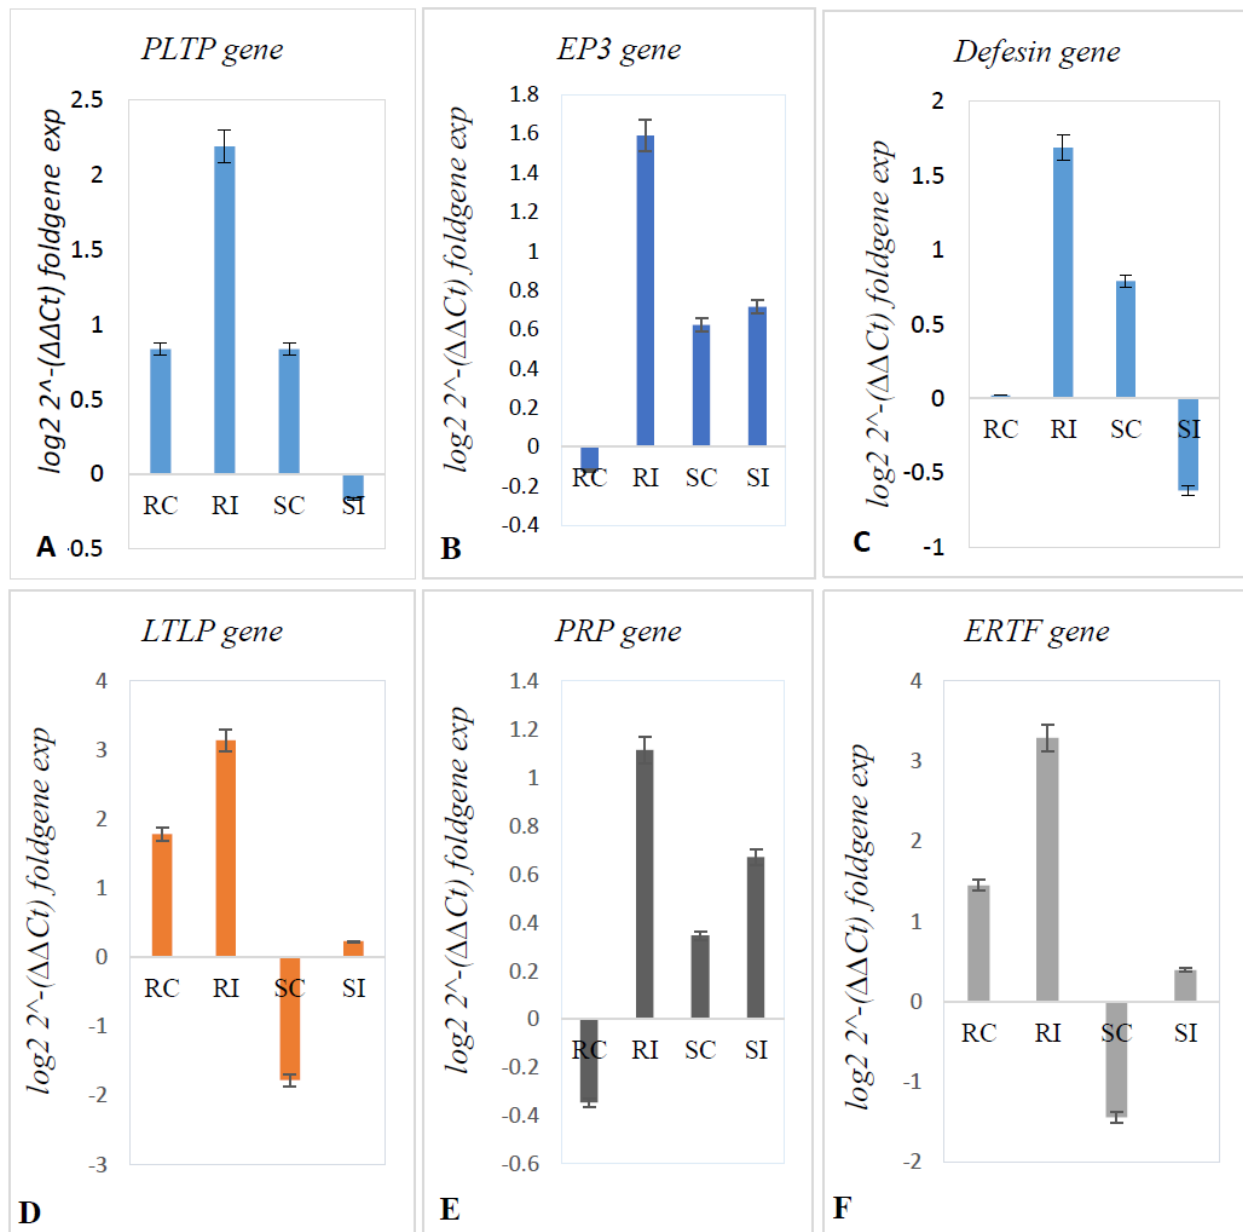 PLTP gene
log2 2^-(ΔΔCt) foldgene exp
2.5
2
1.5
1
0.5
0
-0.5
RC RI SC SI
A
EP3 gene
log2 2^-(ΔΔCt) foldgene exp
1.8
1.6
1.4
1.2
1
0.8
0.6
0.4
0.2
0
-0.2
-0.4
RC RI SC SI
B
Defesin gene
log2 2^-(ΔΔCt) foldgene exp
2
1.5
1
0.5
0
-0.5
-1
RC RI SC SI
C
LTLP gene
log2 2^-(ΔΔCt) foldgene exp
4
3
2
1
0
-1
-2
-3
RC RI SC SI
D
PRP gene
log2 2^-(ΔΔCt) foldgene exp
1.4
1.2
1
0.8
0.6
0.4
0.2
0
-0.2
-0.4
-0.6
RC RI SC SI
E
ERTF gene
log2 2^-(ΔΔCt) foldgene exp
4
3
2
1
0
-1
-2
RC RI SC SI
F